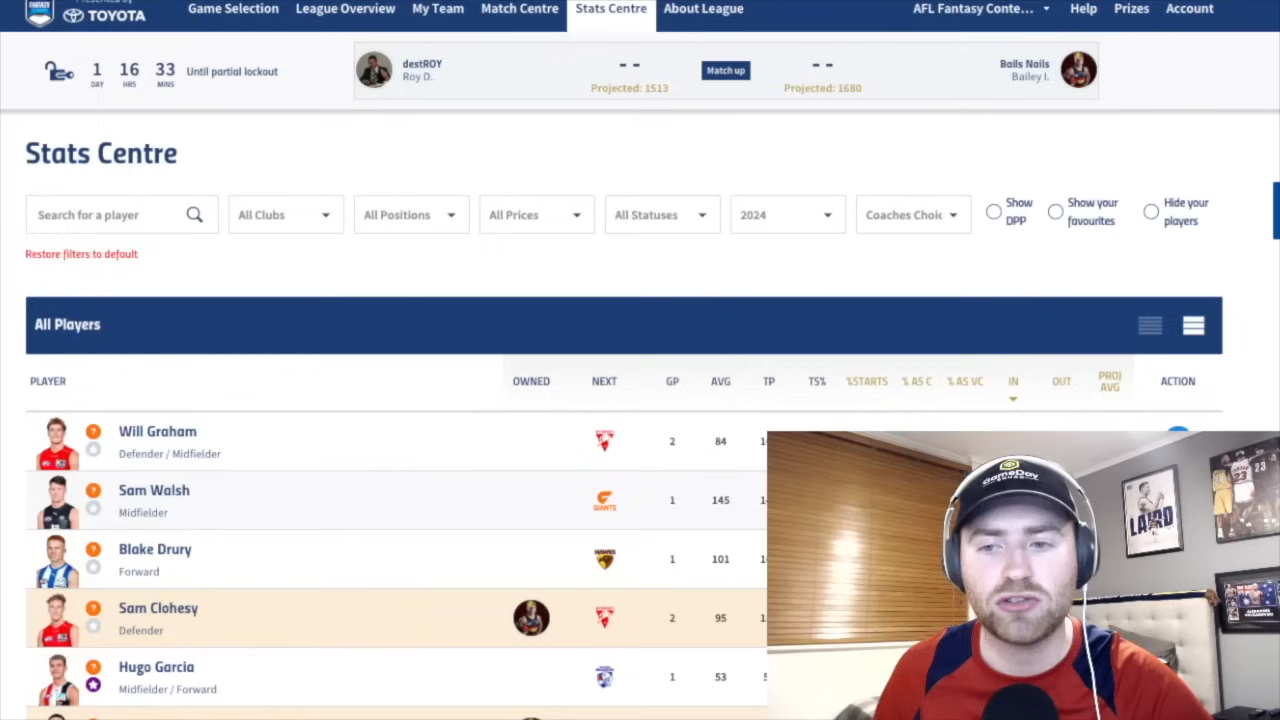 TOYOTA
Game Selection League Overview My Team Match Centre Stats Centre About League AFL Fantasy Conte... Help Prizes Account
1 16 33 Until partial lockout
DAY HRS MINS
destROY
Roy D.
- -
Projected: 1513
Match up
- -
Projected: 1680
Bails Nails
Bailey I.
Stats Centre
Search for a player All Clubs All Positions All Prices All Statuses 2024 Coaches Choic
Show
DPP
Show your
favourites
Hide your
players
Restore filters to default
All Players
PLAYER OWNED NEXT GP AVG TP TS% %STARTS % AS C % AS VC IN OUT PROJ AVG ACTION
Will Graham
Defender / Midfielder
2 84
Sam Walsh
Midfielder
GIANTS
1 145
Blake Drury
Forward
1 101
Sam Clohesy
Defender
2 95
Hugo Garcia
Midfielder / Forward
1 53
GameDay
LAIRD
23